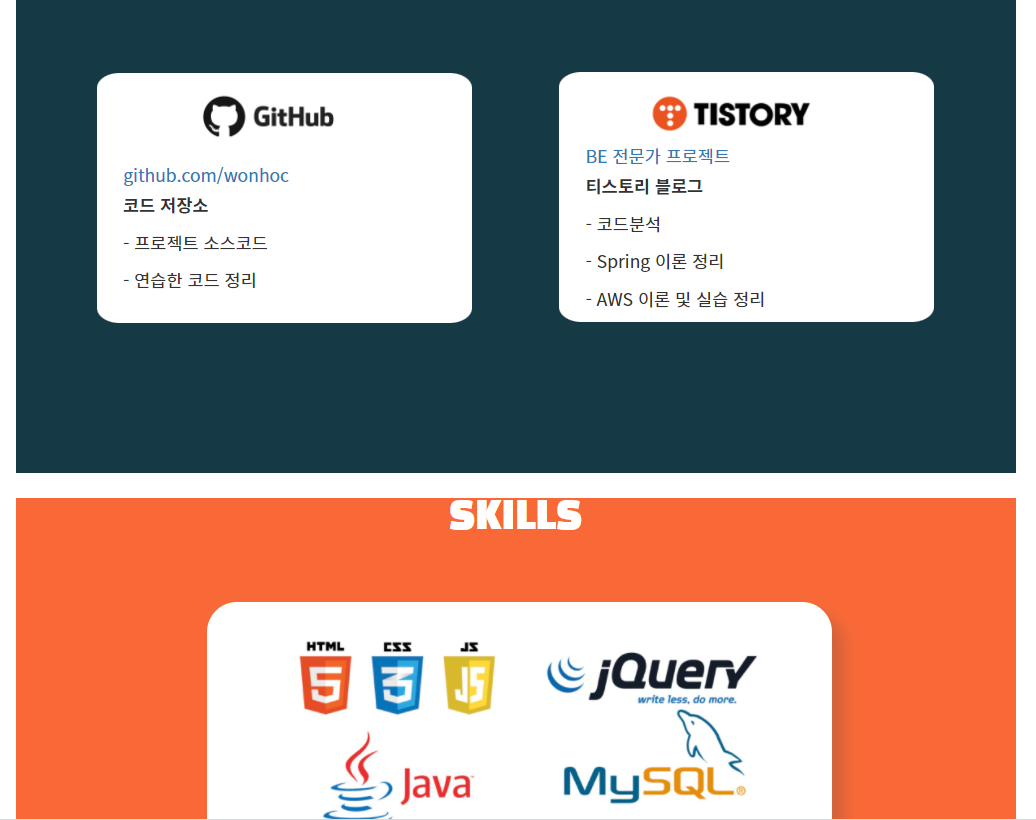 GitHub
github.com/wonhoc
코드 저장소
- 프로젝트 소스코드
- 연습한 코드 정리
TISTORY
BE 전문가 프로젝트
티스토리 블로그
- 코드분석
- Spring 이론 정리
- AWS 이론 및 실습 정리
SKILLS
HTML CSS JS
5 3 JS
jQuery
write less, do more.
Java
MySQL®